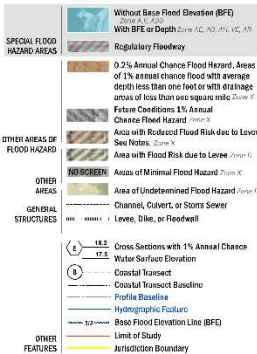 Without Base Flood Elevation (BFE)
Zone A,V, A99
With BFE or Depth Zone AE, AO, AH, VE, AR
SPECIAL FLOOD
HAZARD AREAS
Regulatory Floodway
0.2% Annual Chance Flood Hazard, Areas
of 1% annual chance flood with average
depth less than one foot or with drainage
areas of less than one square mile Zone X
Future Conditions 1% Annual
Chance Flood Hazard Zone X
Area with Reduced Flood Risk due to Levee
See Notes. Zone X
OTHER AREAS OF
FLOOD HAZARD
Area with Flood Risk due to Levee Zone D
NO SCREEN Areas of Minimal Flood Hazard Zone X
OTHER
AREAS
Area of Undetermined Flood Hazard Zone
GENERAL
STRUCTURES
Channel, Culvert, or Storm Sewer
Levee, Dike, or Floodwall
E 18.2 Cross Sections with 1% Annual Chance
17.5 Water Surface Elevation
B Coastal Transect
Coastal Transect Baseline
Profile Baseline
Hydrographic Feature
Base Flood Elevation Line (BFE)
OTHER
FEATURES
Limit of Study
Jurisdiction Boundary